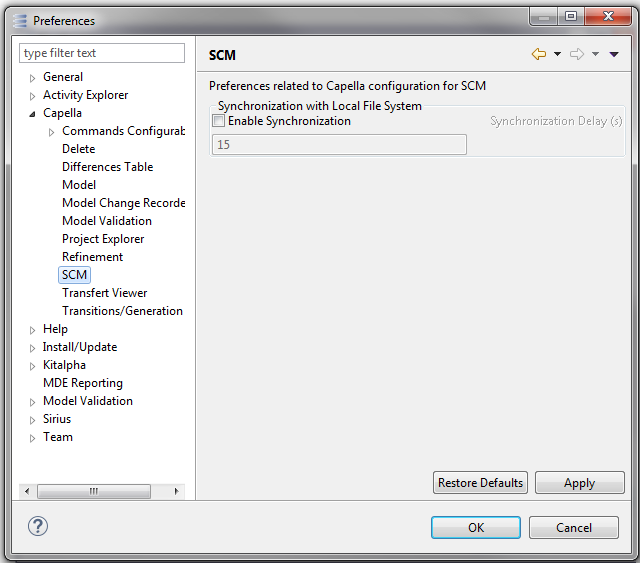 Preferences
type filter text
General
Activity Explorer
Capella
Commands Configurab
Delete
Differences Table
Model
Model Change Recorde
Model Validation
Project Explorer
Refinement
SCM
Transfert Viewer
Transitions/Generation
Help
Install/Update
Kitalpha
MDE Reporting
Model Validation
Sirius
Team
SCM
Preferences related to Capella configuration for SCM
Synchronization with Local File System
Enable Synchronization Synchronization Delay (s)
15
Restore Defaults Apply
OK Cancel